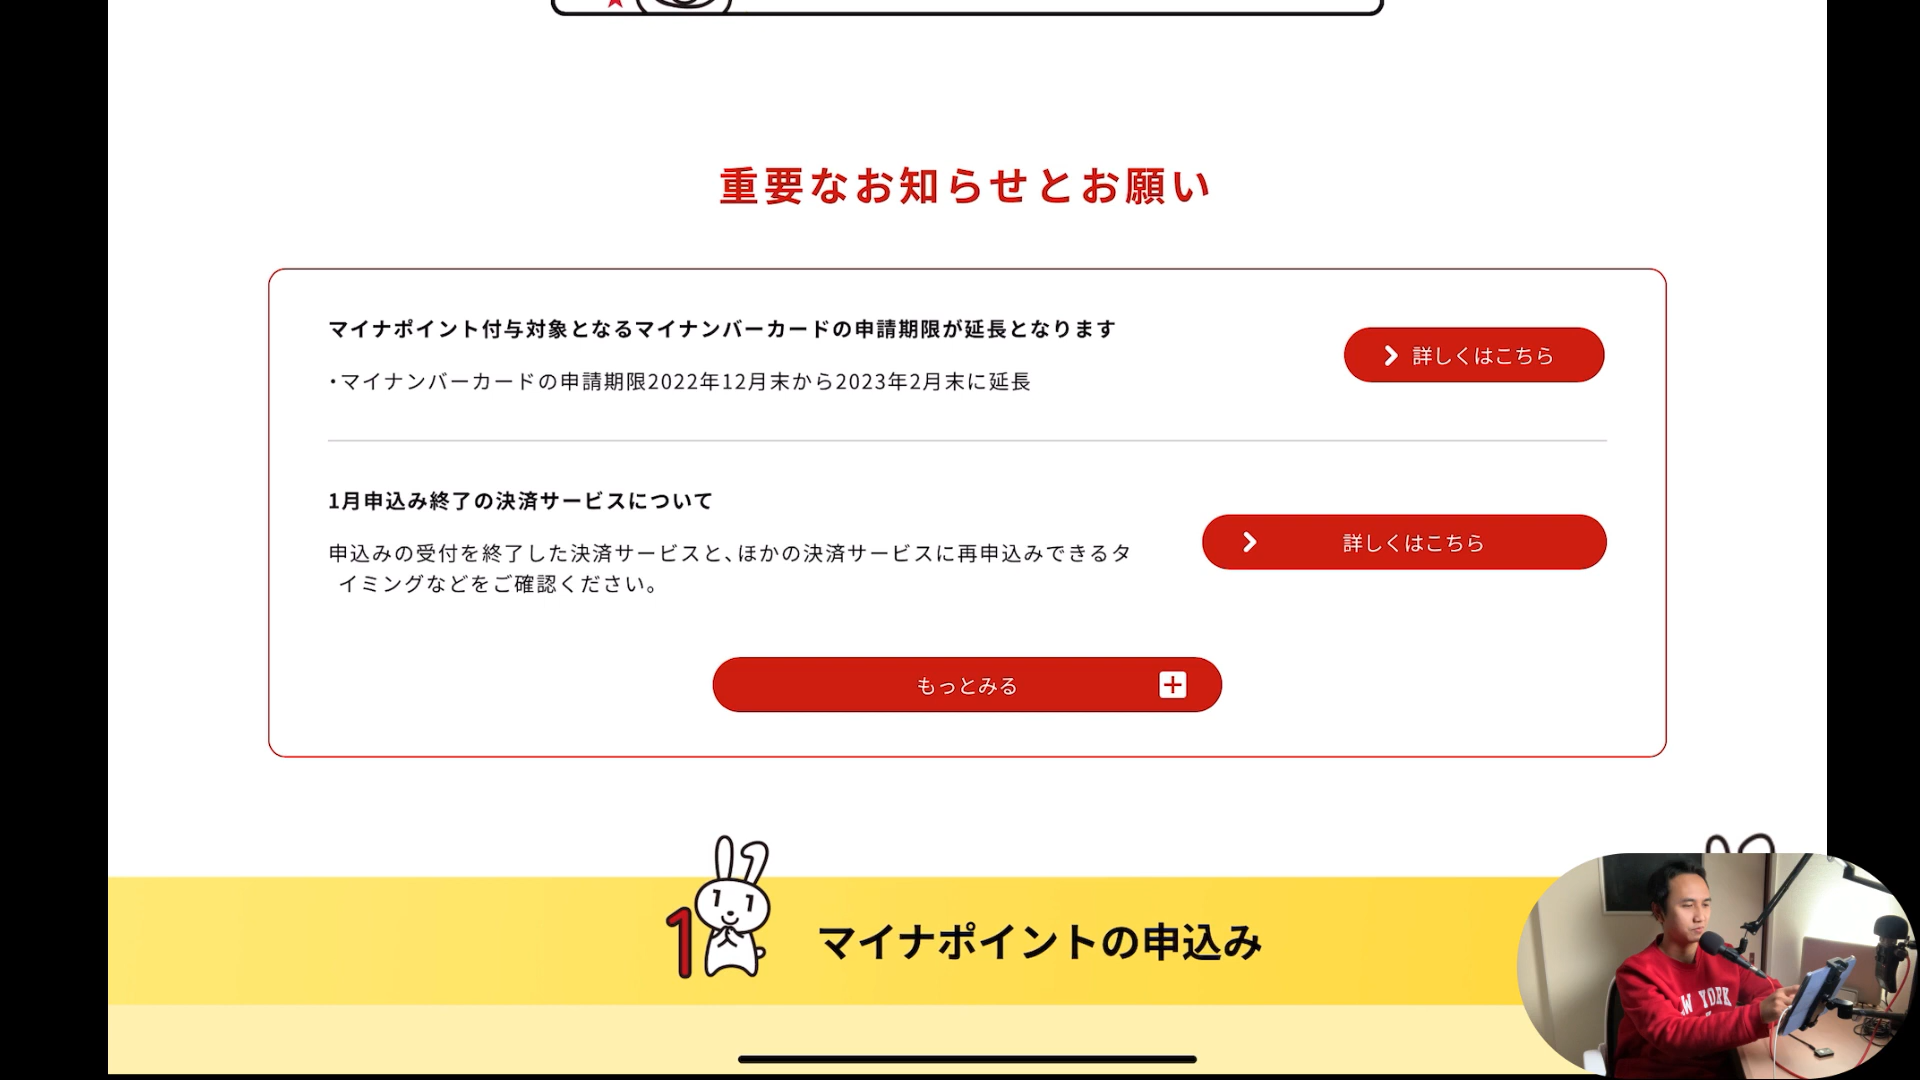 重要なお知らせとお願い
マイナポイント付与対象となるマイナンバーカードの申請期限が延長となります
詳しくはこちら
・マイナンバーカードの申請期限2022年12月末から2023年2月末に延長
1月申込み終了の決済サービスについて
申込みの受付を終了した決済サービスと、ほかの決済サービスに再申込みできるタ
イミングなどをご確認ください。
詳しくはこちら
もっとみる
1
マイナポイントの申込み
W YORK